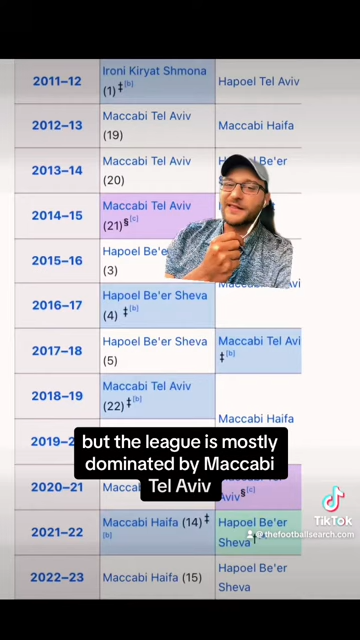 2011–12 Ironi Kiryat Shmona (1)‡[b] Hapoel Tel Aviv
2012–13 Maccabi Tel Aviv (19) Maccabi Haifa
2013–14 Maccabi Tel Aviv (20) Be'er
2014–15 Maccabi Tel Aviv (21)§[c]
2015–16 Hapoel Be'er (3)
2016–17 Hapoel Be'er Sheva (4) ‡[b] Aviv
2017–18 Hapoel Be'er Sheva (5) Maccabi Tel Aviv ‡[b]
2018–19 Maccabi Tel Aviv (22)‡[b]
Maccabi Haifa
2019–2
but the league is mostly
dominated by Maccabi
Tel Aviv
2020–21 Aviv§[c]
2021–22 Maccabi Haifa (14)‡[b] Hapoel Be'er Sheva†
2022–23 Maccabi Haifa (15) Hapoel Be'er Sheva
TikTok
@thefootballsearch.com